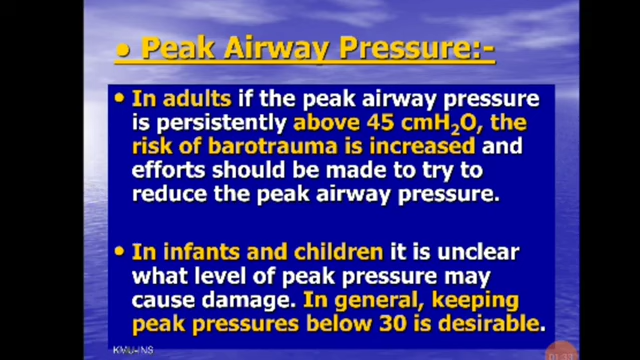 • Peak Airway Pressure:-
• In adults if the peak airway pressure
is persistently above 45 cmH2O, the
risk of barotrauma is increased and
efforts should be made to try to
reduce the peak airway pressure.
• In infants and children it is unclear
what level of peak pressure may
cause damage. In general, keeping
peak pressures below 30 is desirable.
KMU-INS